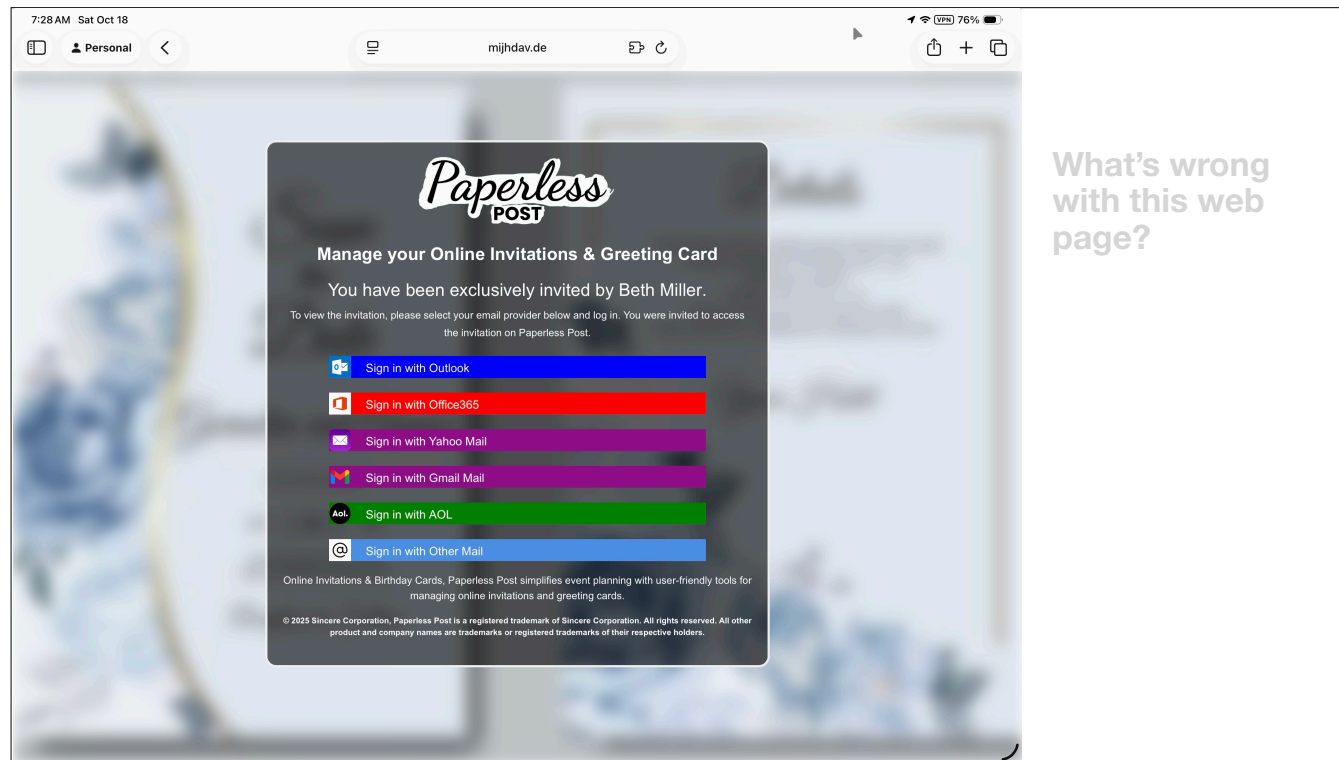 7:28 AM Sat Oct 18
VPN 76%
Personal
mijhdav.de
Paperless
POST
Manage your Online Invitations & Greeting Card
You have been exclusively invited by Beth Miller.
To view the invitation, please select your email provider below and log in. You were invited to access
the invitation on Paperless Post.
Sign in with Outlook
Sign in with Office365
Sign in with Yahoo Mail
Sign in with Gmail Mail
Aol.
Sign in with AOL
@
Sign in with Other Mail
Online Invitations & Birthday Cards, Paperless Post simplifies event planning with user-friendly tools for
managing online invitations and greeting cards.
© 2025 Sincere Corporation, Paperless Post is a registered trademark of Sincere Corporation. All rights reserved. All other
product and company names are trademarks or registered trademarks of their respective holders.
What's wrong
with this web
page?